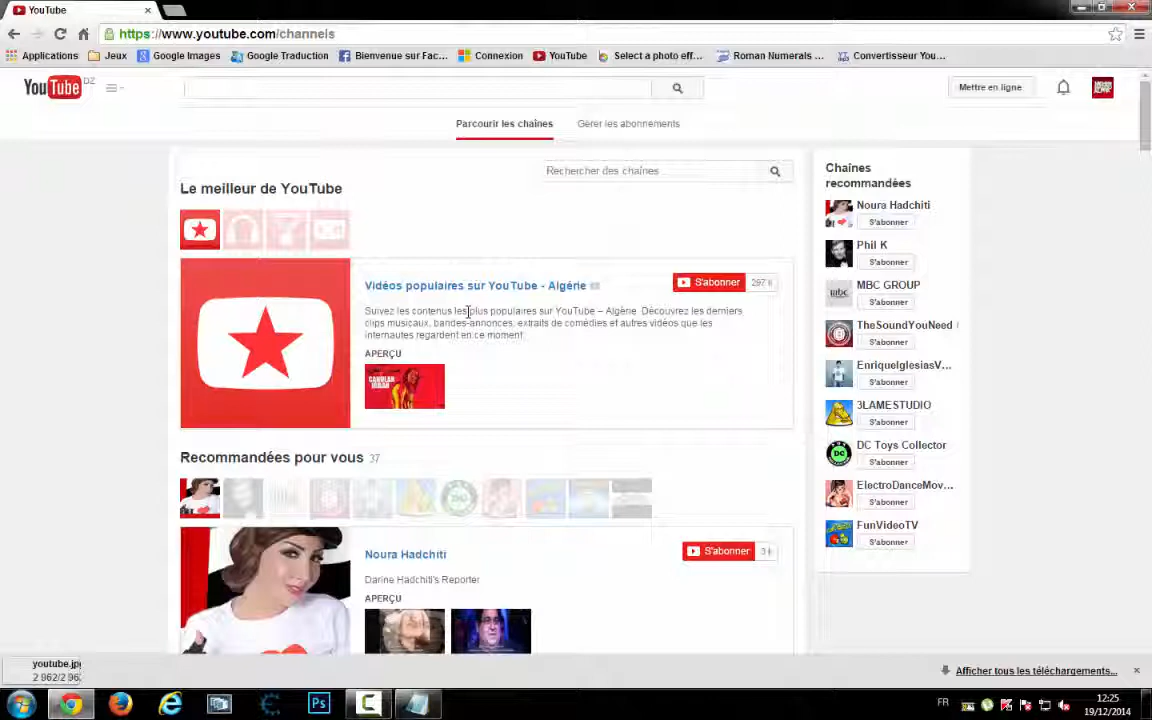 YouTube
https://www.youtube.com/channels
Applications
Jeux
Google Images
Google Traduction
Bienvenue sur Fac...
Connexion
YouTube
Select a photo eff...
Roman Numerals ...
Convertisseur You...
YouTube DZ
Mettre en ligne
Parcourir les chaînes
Gérer les abonnements
Rechercher des chaînes
Le meilleur de YouTube
Vidéos populaires sur YouTube - Algérie
S'abonner
Suivez les contenus les plus populaires sur YouTube – Algérie. Découvrez les derniers
clips musicaux, bandes-annonces, extraits de comédies et autres vidéos que les
internautes regardent en ce moment.
APERÇU
Recommandées pour vous 37
Noura Hadchiti
S'abonner
Darine Hadchiti's Reporter
APERÇU
Chaînes
recommandées
Noura Hadchiti
S'abonner
Phil K
S'abonner
MBC GROUP
S'abonner
TheSoundYouNeed
S'abonner
EnriqueIglesiasV...
S'abonner
3LAMESTUDIO
S'abonner
DC Toys Collector
S'abonner
ElectroDanceMov...
S'abonner
FunVideoTV
S'abonner
youtube.jpg
Afficher tous les téléchargements...
Ps
FR
12:25
19/12/2014